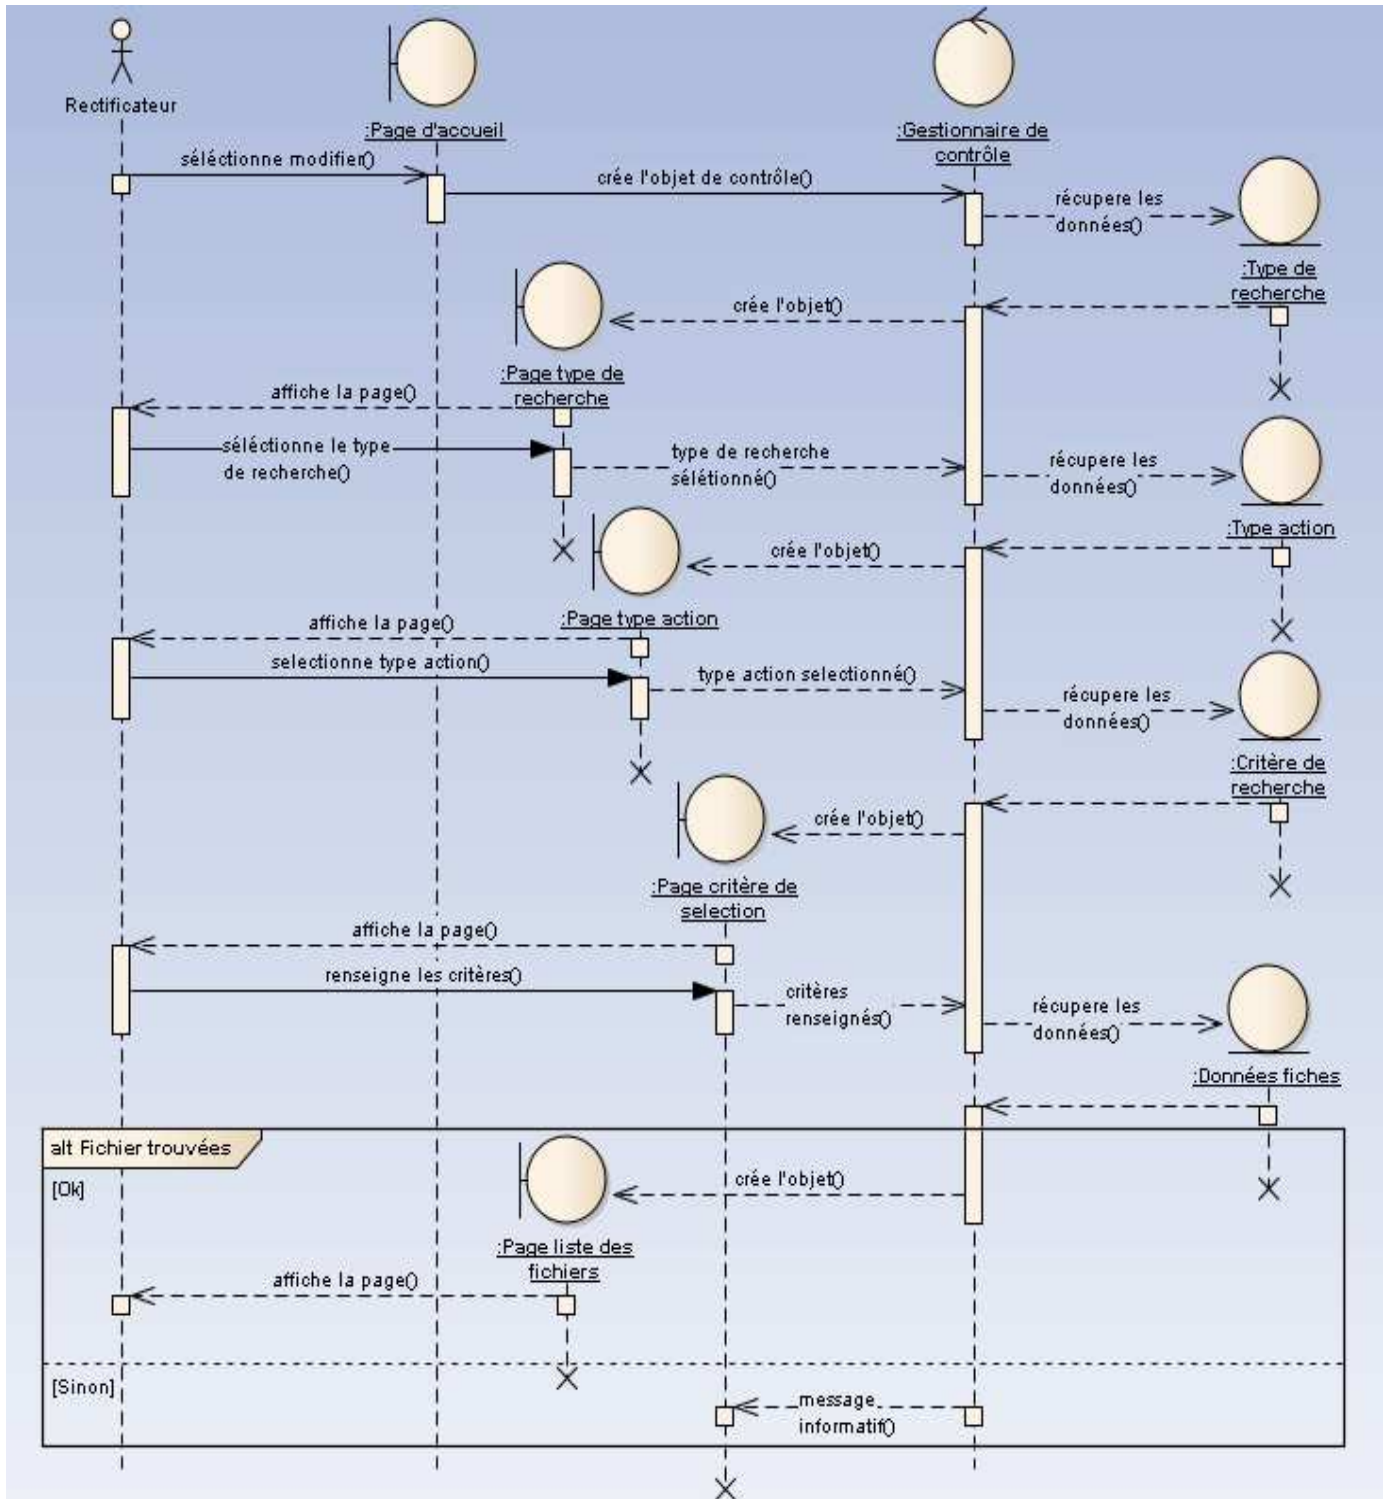 Rectificateur
:Page d'accueil
:Gestionnaire de
contrôle
séléctionne modifier()
crée l'objet de contrôle()
récupere les
données()
:Type de
recherche
crée l'objet()
:Page type de
recherche
affiche la page()
séléctionne le type
de recherche()
type de recherche
sélétionné()
récupere les
données()
:Type action
crée l'objet()
:Page type action
affiche la page()
selectionne type action()
type action selectionné()
récupere les
données()
:Critère de
recherche
crée l'objet()
:Page critère de
selection
affiche la page()
renseigne les critères()
critères
renseignés()
récupere les
données()
:Données fiches
alt Fichier trouvées
[Ok]
crée l'objet()
:Page liste des
fichiers
affiche la page()
[Sinon]
message
informatif()